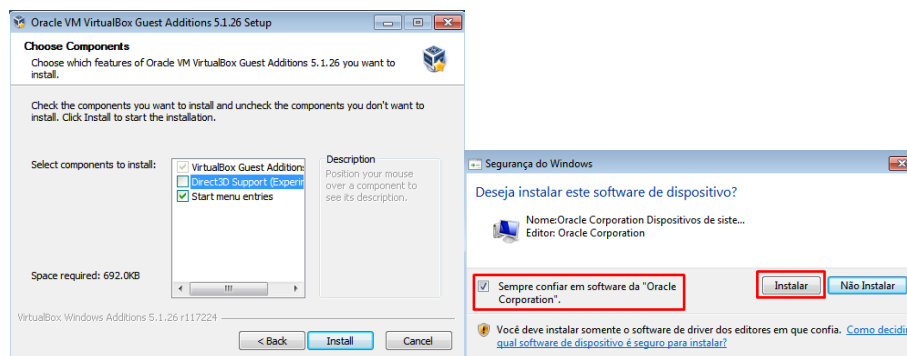 Oracle VM VirtualBox Guest Additions 5.1.26 Setup
Choose Components
Choose which features of Oracle VM VirtualBox Guest Additions 5.1.26 you want to
install.
Check the components you want to install and uncheck the components you don't want to
install. Click Install to start the installation.
Select components to install:
VirtualBox Guest Additions
Direct3D Support (Experim
Start menu entries
Description
Position your mouse
over a component to
see its description.
Space required: 692.0KB
VirtualBox Windows Additions 5.1.26 r117224
< Back
Install
Cancel
Segurança do Windows
Deseja instalar este software de dispositivo?
Nome:Oracle Corporation Dispositivos de siste...
Editor: Oracle Corporation
Sempre confiar em software da "Oracle
Corporation".
Instalar
Não Instalar
Você deve instalar somente o software de driver dos editores em que confia. Como decidir
qual software de dispositivo é seguro para instalar?